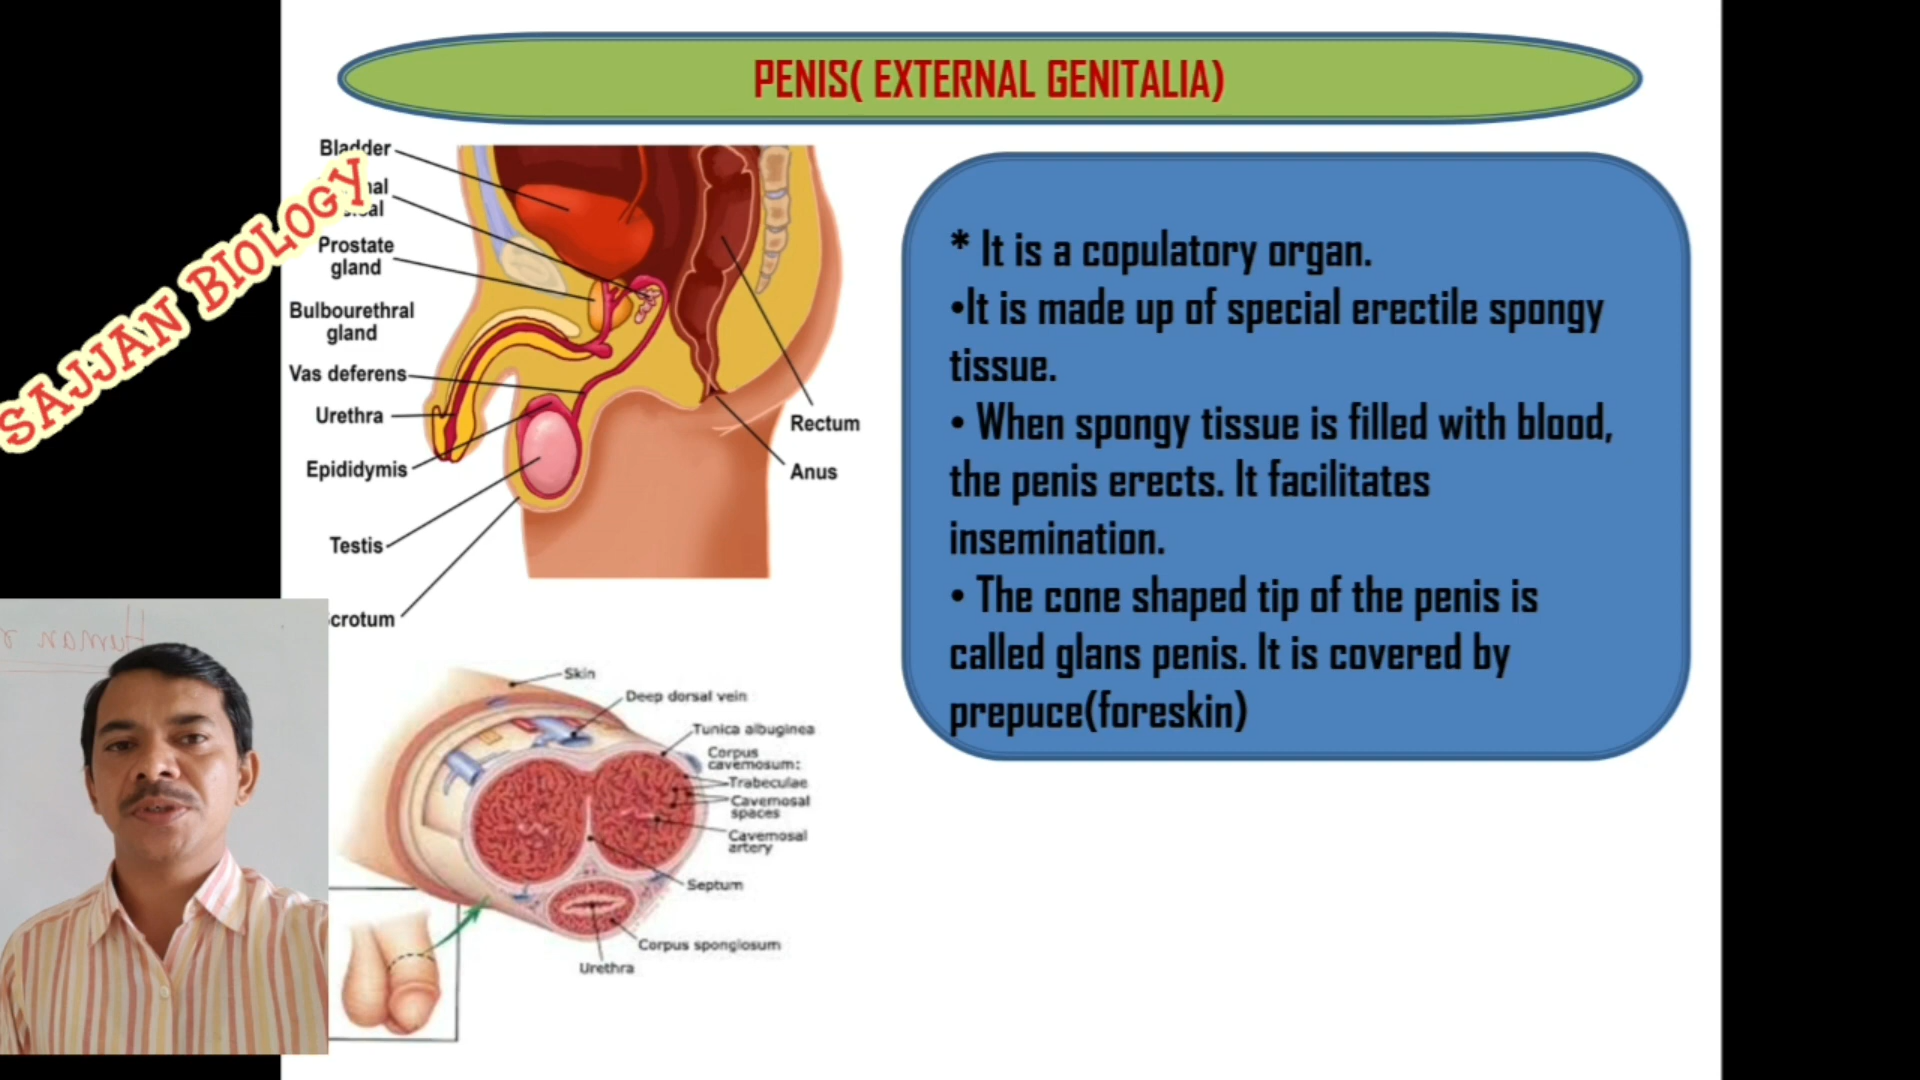 PENIS( EXTERNAL GENITALIA)
SAJJAN BIOLOGY
Bladder
Prostate
gland
Bulbourethral
gland
Vas deferens
Urethra
Epididymis
Testis
crotum
Rectum
Anus
* It is a copulatory organ.
•It is made up of special erectile spongy
tissue.
• When spongy tissue is filled with blood,
the penis erects. It facilitates
insemination.
• The cone shaped tip of the penis is
called glans penis. It is covered by
prepuce(foreskin)
Human
Skin
Deep dorsal vein
Tunica albuginea
Corpus
cavernosum:
Trabeculae
Cavernosal
spaces
Cavernosal
artery
Septum
Corpus spongiosum
Urethra